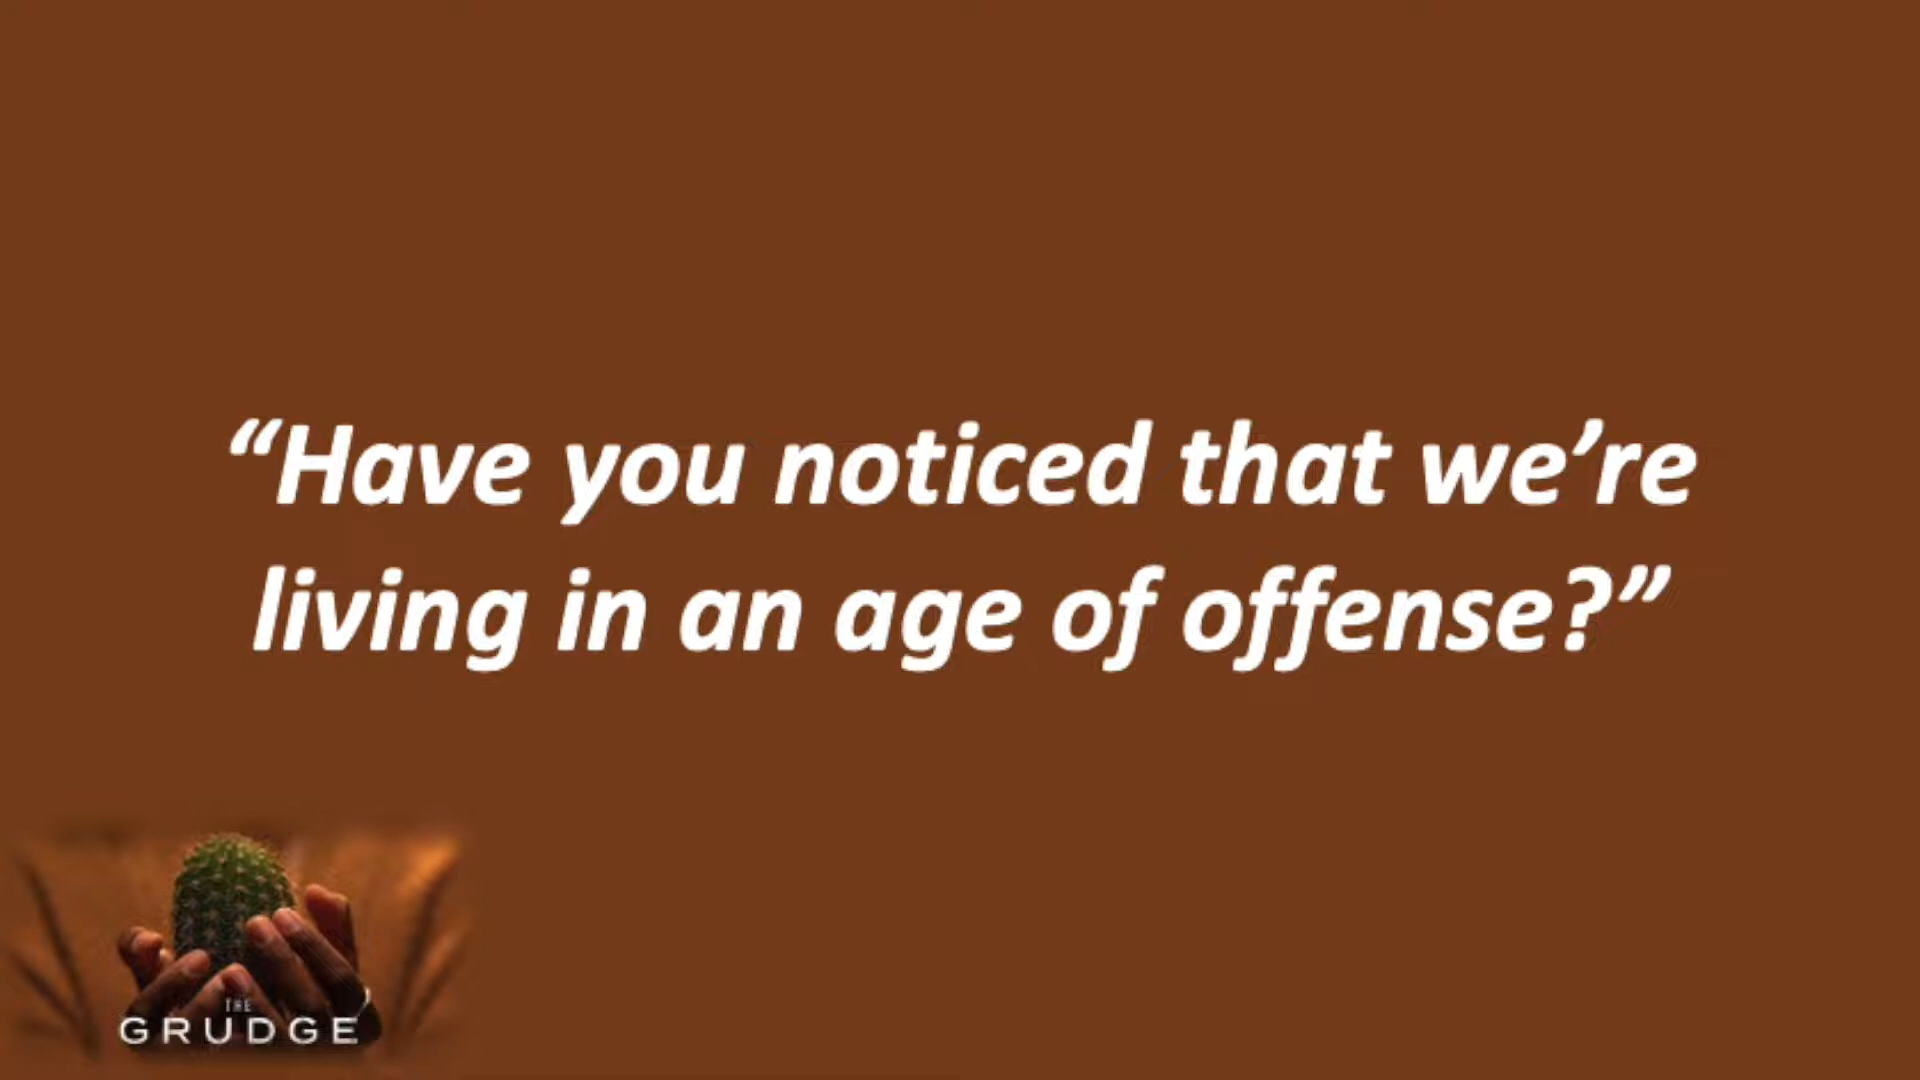 “Have you noticed that we’re
living in an age of offense?”
THE
GRUDGE